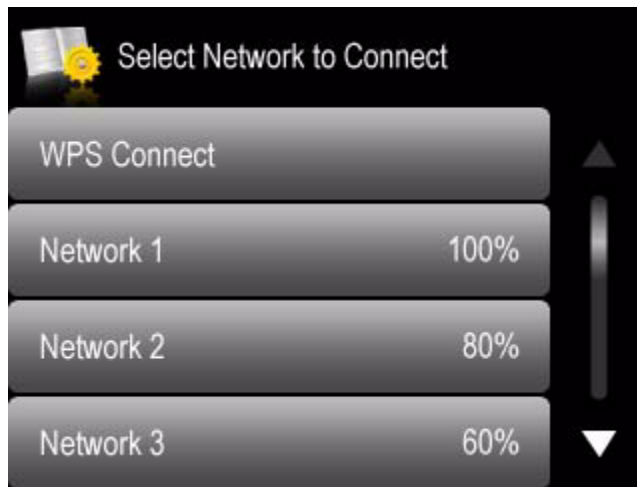 Select Network to Connect
WPS Connect
Network 1 100%
Network 2 80%
Network 3 60%